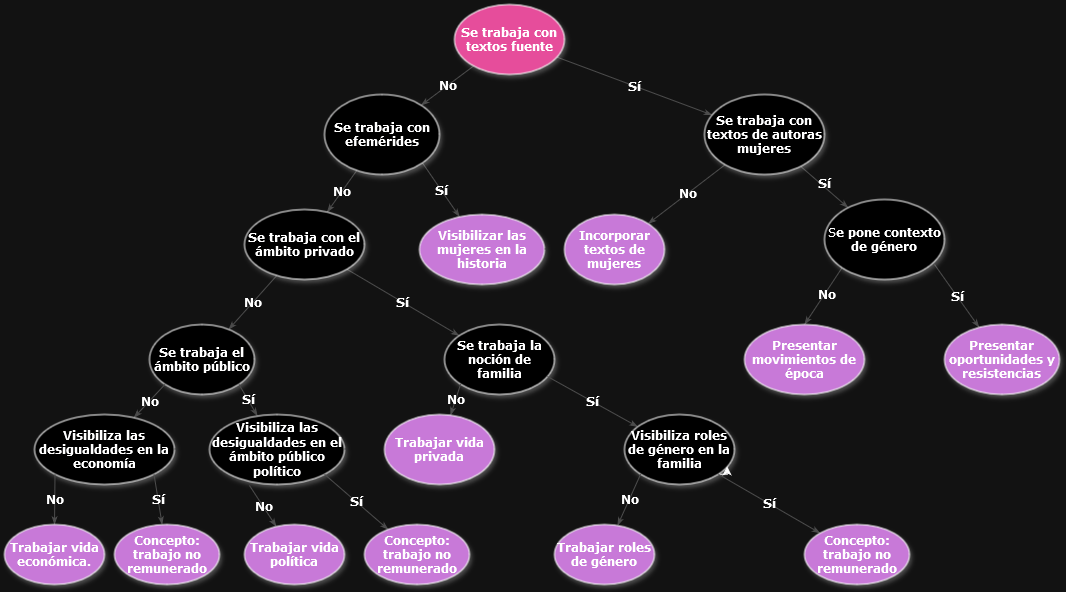 Se trabaja con
textos fuente
No
Sí
Se trabaja con
efemérides
Se trabaja con
textos de autoras
mujeres
No
Sí
No
Sí
Se trabaja con el
ámbito privado
Visibilizar las
mujeres en la
historia
Incorporar
textos de
mujeres
Se pone contexto
de género
No
Sí
No
Sí
Se trabaja el
ámbito público
Se trabaja la
noción de
familia
Presentar
movimientos de
época
Presentar
oportunidades y
resistencias
No
Sí
No
Sí
Visibiliza las
desigualdades en la
economía
Visibiliza las
desigualdades en el
ámbito público
político
Trabajar vida
privada
Visibiliza roles
de género en la
familia
No
Sí
No
Sí
No
Sí
Trabajar vida
económica.
Concepto:
trabajo no
remunerado
Trabajar vida
política
Concepto:
trabajo no
remunerado
Trabajar roles
de género
Concepto:
trabajo no
remunerado